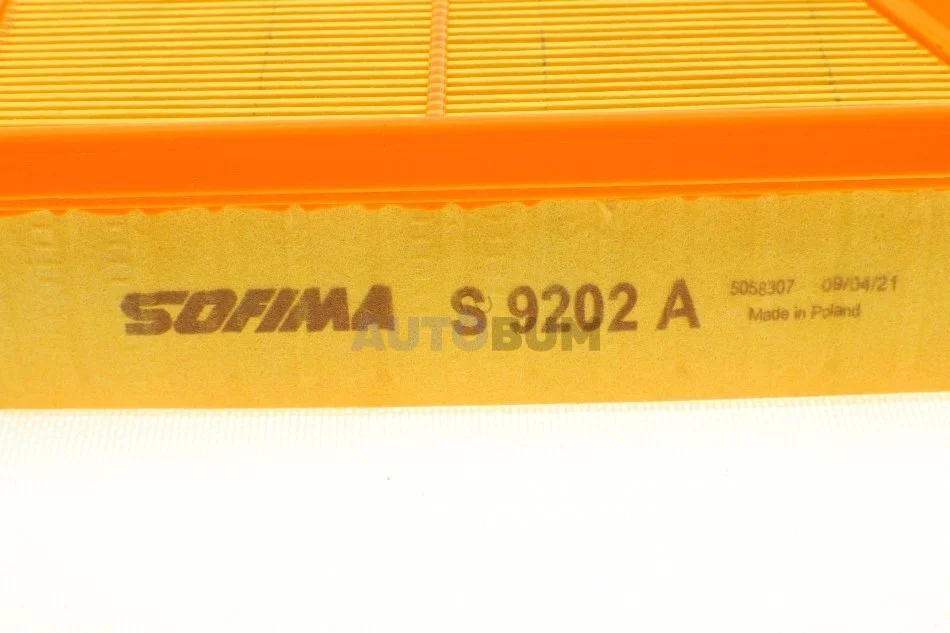 SOFIMA S 9202 A 5058307 09/04/21
Made in Poland
AUTOBUM